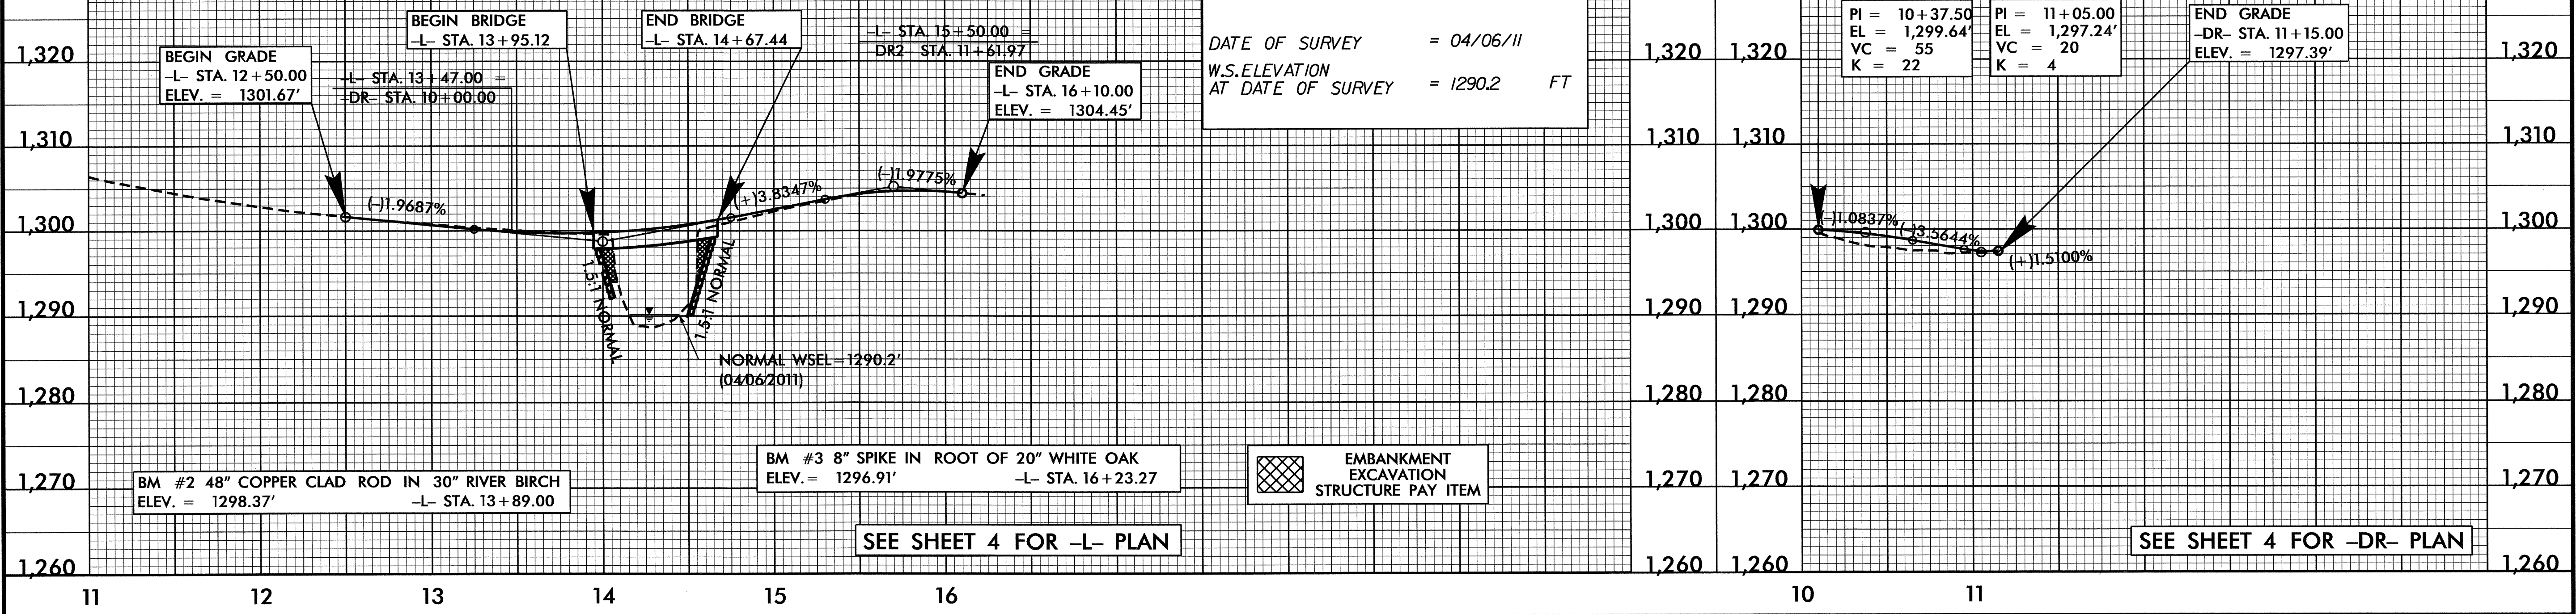 BEGIN BRIDGE
–L– STA. 13+95.12
END BRIDGE
–L– STA. 14+67.44
–L– STA. 15+50.00 =
DR2 STA. 11+61.97
BEGIN GRADE
–L– STA. 12+50.00
ELEV. = 1301.67'
–L– STA. 13+47.00 =
–DR– STA. 10+00.00
END GRADE
–L– STA. 16+10.00
ELEV. = 1304.45'
DATE OF SURVEY = 04/06/11
W.S.ELEVATION
AT DATE OF SURVEY = 1290.2 FT
PI = 10+37.50
EL = 1,299.64'
VC = 55
K = 22
PI = 11+05.00
EL = 1,297.24'
VC = 20
K = 4
END GRADE
–DR– STA. 11+15.00
ELEV. = 1297.39'
1,320 1,320 1,320 1,320
1,310 1,310 1,310 1,310
1,300 1,300 1,300 1,300
1,290 1,290 1,290 1,290
1,280 1,280 1,280 1,280
1,270 1,270 1,270 1,270
1,260 1,260 1,260 1,260
(–)1.9687%
(+)3.8347%
(–)1.9775%
(–)1.0837%
(–)3.5644%
(+)1.5100%
1.5:1 NORMAL
1.5:1 NORMAL
NORMAL WSEL–1290.2'
(04/06/2011)
BM #2 48" COPPER CLAD ROD IN 30" RIVER BIRCH
ELEV. = 1298.37' –L– STA. 13+89.00
BM #3 8" SPIKE IN ROOT OF 20" WHITE OAK
ELEV.= 1296.91' –L– STA. 16+23.27
EMBANKMENT
EXCAVATION
STRUCTURE PAY ITEM
SEE SHEET 4 FOR –L– PLAN
SEE SHEET 4 FOR –DR– PLAN
11 12 13 14 15 16 10 11